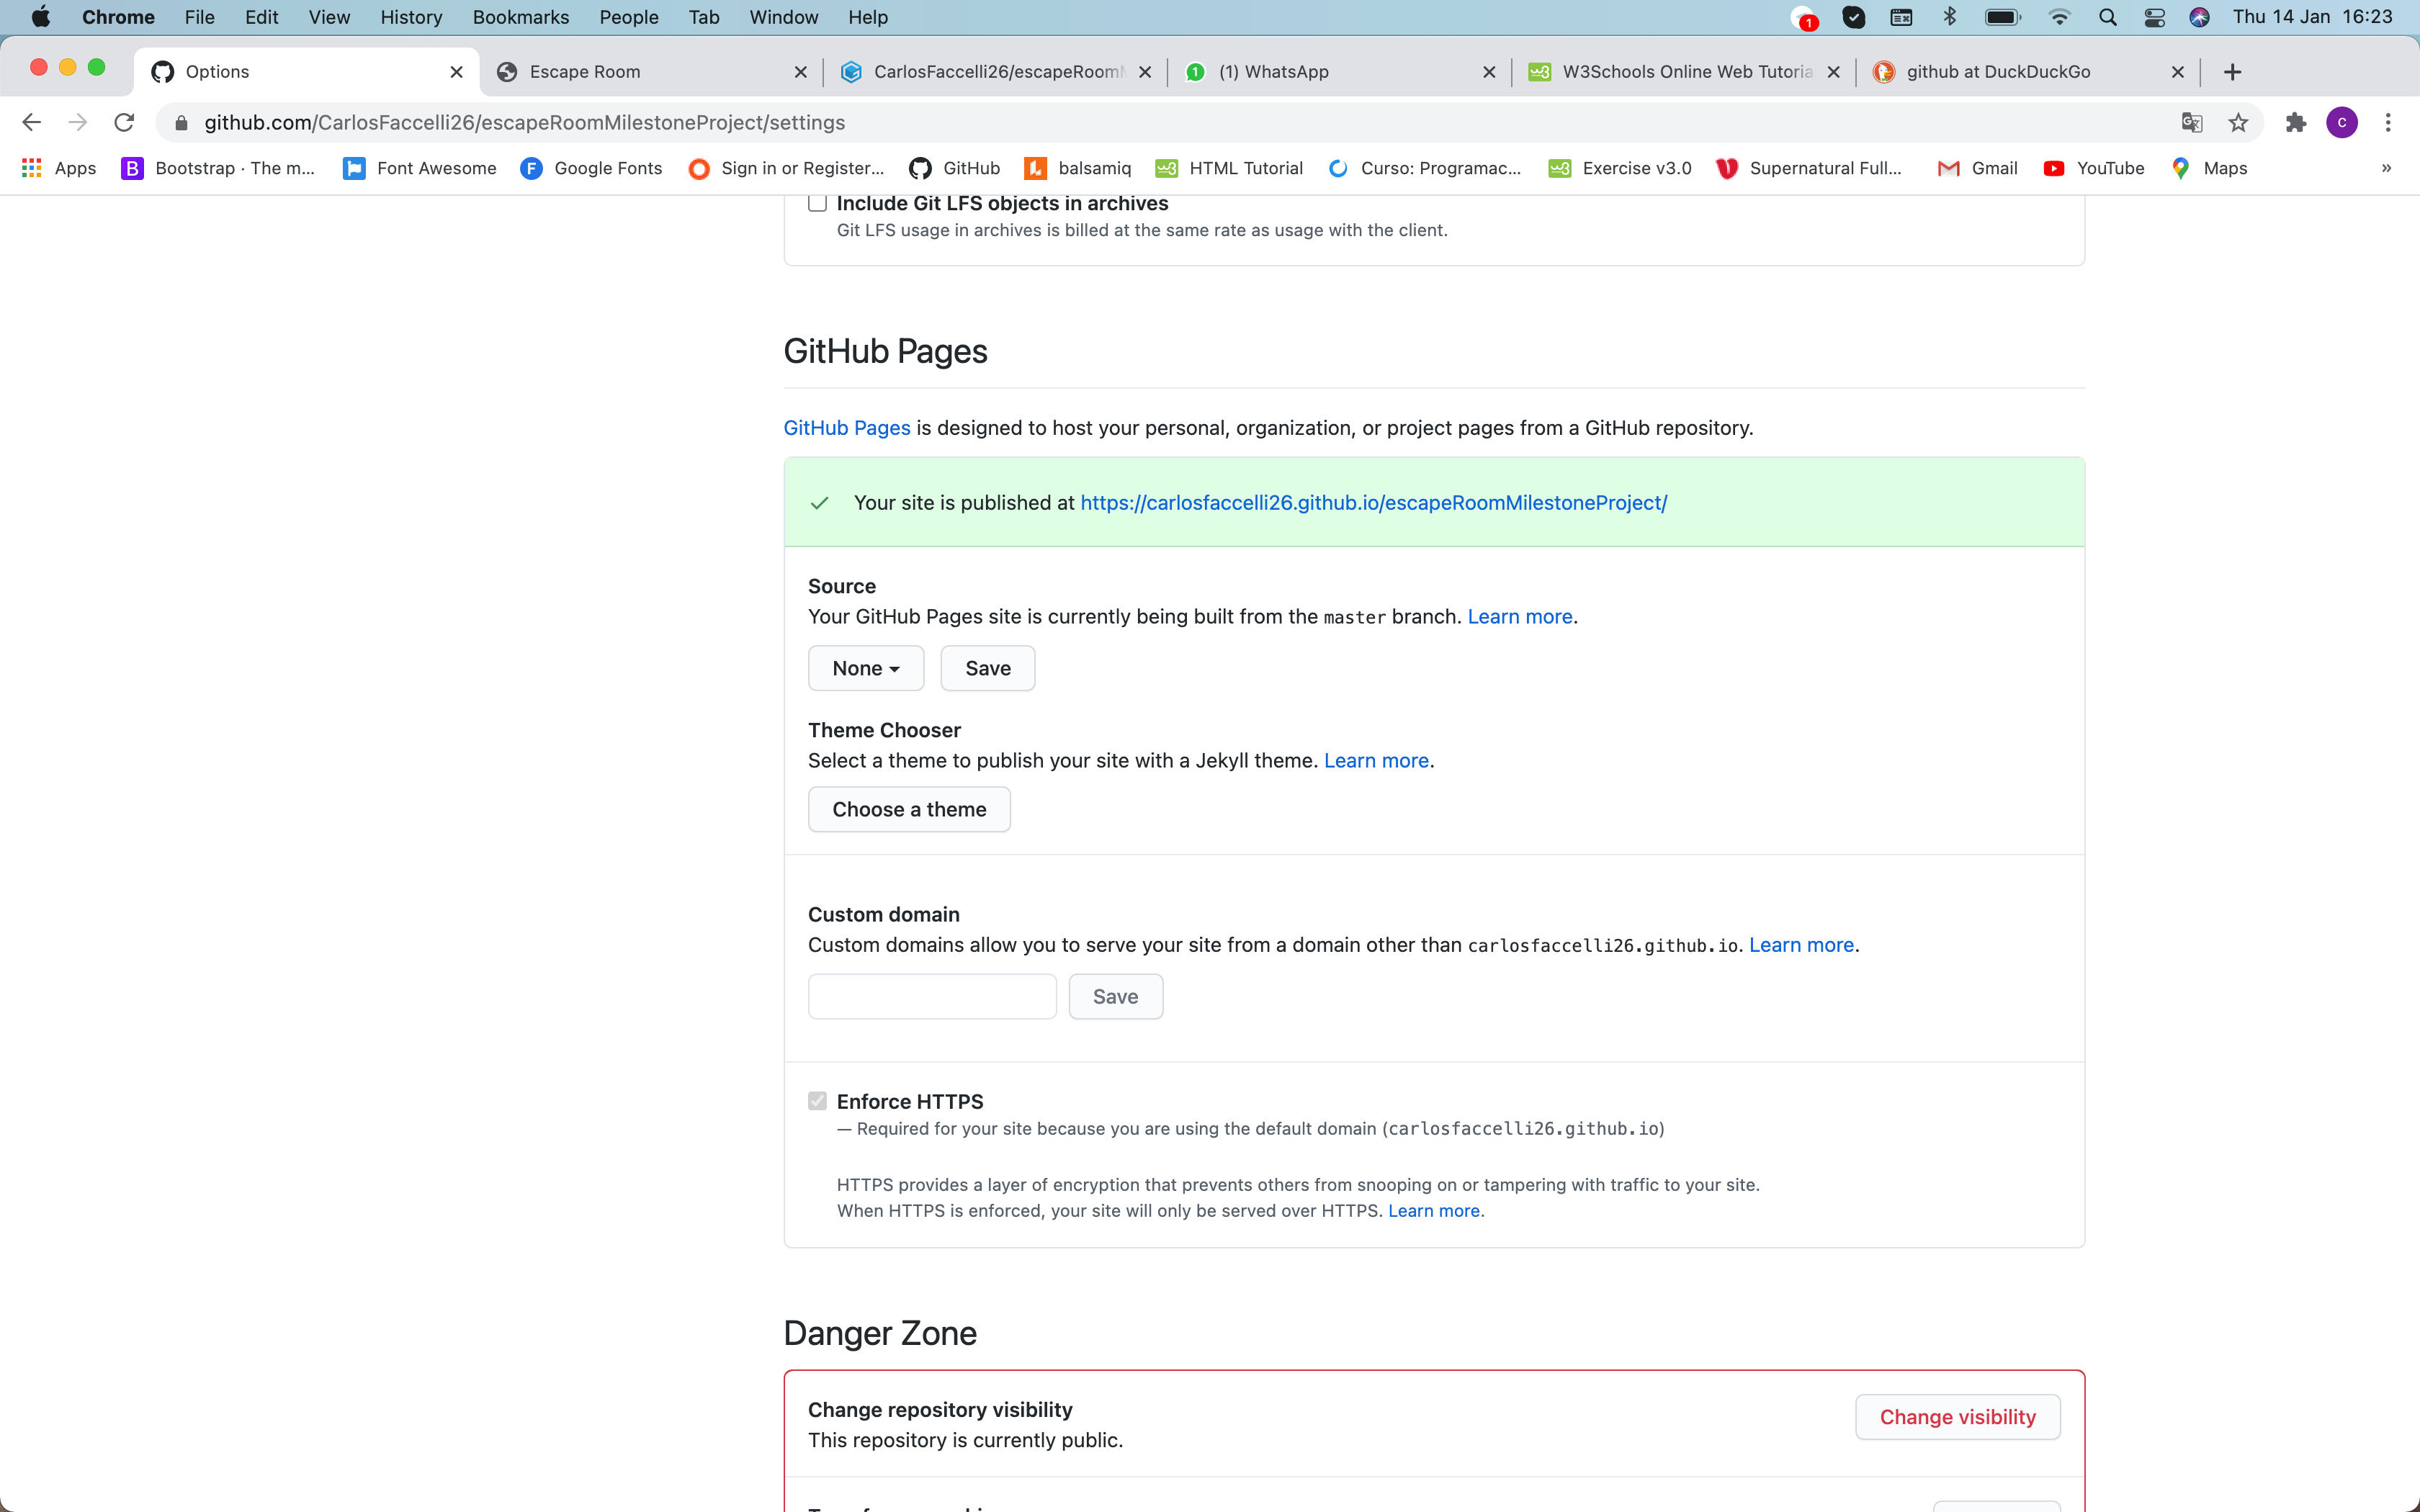 Chrome File Edit View History Bookmarks People Tab Window Help 1 Thu 14 Jan 16:23
Options Escape Room CarlosFaccelli26/escapeRoomM 1 (1) WhatsApp W3Schools Online Web Tutoria github at DuckDuckGo
github.com/CarlosFaccelli26/escapeRoomMilestoneProject/settings C
Apps B Bootstrap · The m... Font Awesome F Google Fonts Sign in or Register... GitHub balsamiq HTML Tutorial Curso: Programac... Exercise v3.0 Supernatural Full... Gmail YouTube Maps »
Include Git LFS objects in archives
Git LFS usage in archives is billed at the same rate as usage with the client.
GitHub Pages
GitHub Pages is designed to host your personal, organization, or project pages from a GitHub repository.
Your site is published at https://carlosfaccelli26.github.io/escapeRoomMilestoneProject/
Source
Your GitHub Pages site is currently being built from the master branch. Learn more.
None Save
Theme Chooser
Select a theme to publish your site with a Jekyll theme. Learn more.
Choose a theme
Custom domain
Custom domains allow you to serve your site from a domain other than carlosfaccelli26.github.io. Learn more.
Save
Enforce HTTPS
— Required for your site because you are using the default domain (carlosfaccelli26.github.io)
HTTPS provides a layer of encryption that prevents others from snooping on or tampering with traffic to your site.
When HTTPS is enforced, your site will only be served over HTTPS. Learn more.
Danger Zone
Change repository visibility
Change visibility
This repository is currently public.